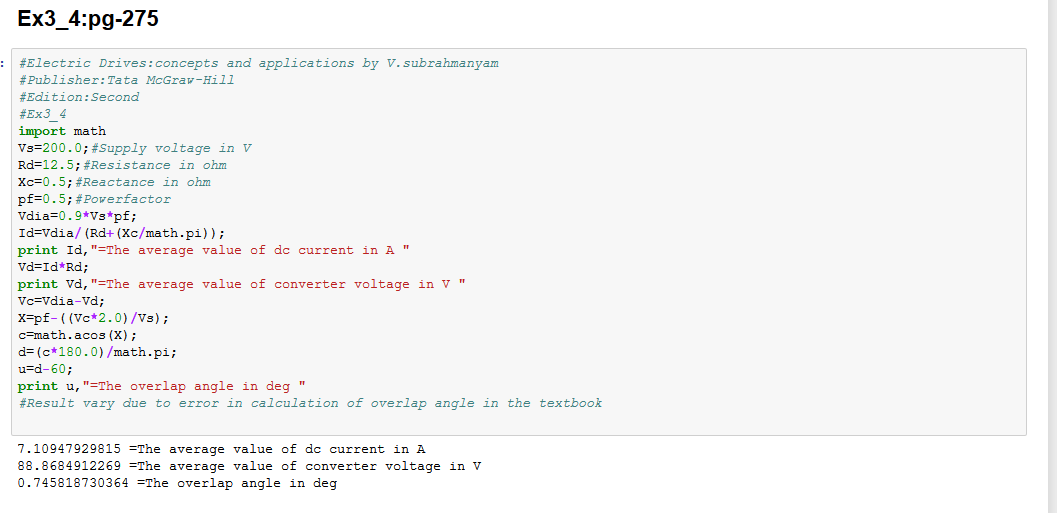 Ex3_4:pg-275
:
#Electric Drives:concepts and applications by V.subrahmanyam
#Publisher:Tata McGraw-Hill
#Edition:Second
#Ex3_4
import math
Vs=200.0;#Supply voltage in V
Rd=12.5;#Resistance in ohm
Xc=0.5;#Reactance in ohm
pf=0.5;#Powerfactor
Vdia=0.9*Vs*pf;
Id=Vdia/(Rd+(Xc/math.pi));
print Id,"=The average value of dc current in A "
Vd=Id*Rd;
print Vd,"=The average value of converter voltage in V "
Vc=Vdia-Vd;
X=pf-((Vc*2.0)/Vs);
c=math.acos(X);
d=(c*180.0)/math.pi;
u=d-60;
print u,"=The overlap angle in deg "
#Result vary due to error in calculation of overlap angle in the textbook
7.10947929815 =The average value of dc current in A
88.8684912269 =The average value of converter voltage in V
0.745818730364 =The overlap angle in deg